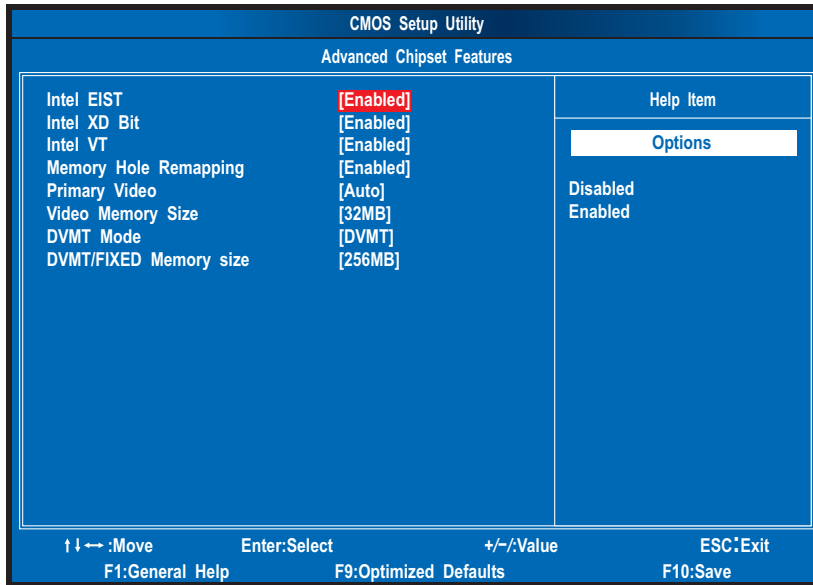 CMOS Setup Utility
Advanced Chipset Features
Intel EIST [Enabled]
Intel XD Bit [Enabled]
Intel VT [Enabled]
Memory Hole Remapping [Enabled]
Primary Video [Auto]
Video Memory Size [32MB]
DVMT Mode [DVMT]
DVMT/FIXED Memory size [256MB]
Help Item
Options
Disabled
Enabled
↑↓↔ :Move Enter:Select +/−/:Value ESC:Exit
F1:General Help F9:Optimized Defaults F10:Save